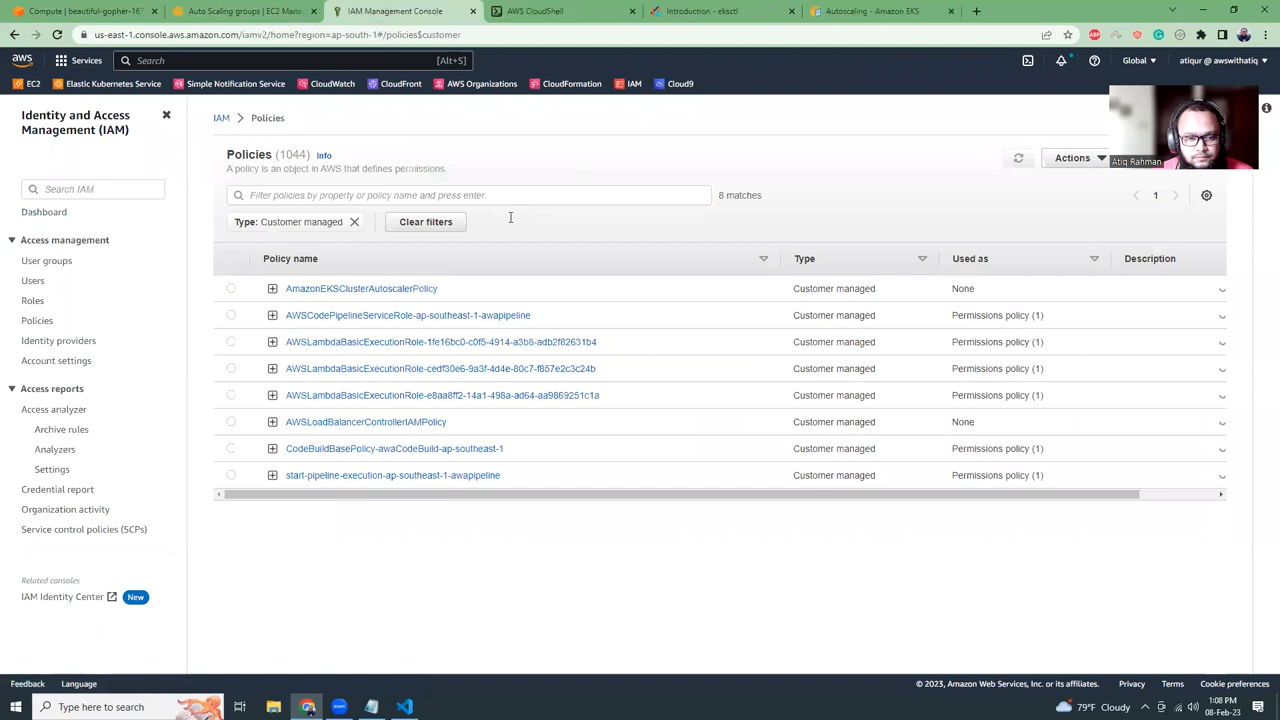 Compute | beautiful-gopher-167
Auto Scaling groups | EC2 Mana
IAM Management Console
AWS CloudShell
Introduction - eksctl
Autoscaling - Amazon EKS
us-east-1.console.aws.amazon.com/iamv2/home?region=ap-south-1#/policies$customer
aws
Services
Search
[Alt+S]
Global
atiqur @ awswithatiq
EC2
Elastic Kubernetes Service
Simple Notification Service
CloudWatch
CloudFront
AWS Organizations
CloudFormation
IAM
Cloud9
Identity and Access
Management (IAM)
Search IAM
Dashboard
Access management
User groups
Users
Roles
Policies
Identity providers
Account settings
Access reports
Access analyzer
Archive rules
Analyzers
Settings
Credential report
Organization activity
Service control policies (SCPs)
Related consoles
IAM Identity Center
New
IAM > Policies
Policies (1044) Info
A policy is an object in AWS that defines permissions.
Actions
Atiq Rahman
Filter policies by property or policy name and press enter.
8 matches
1
Type: Customer managed
Clear filters
Policy name Type Used as Description
AmazonEKSClusterAutoscalerPolicy Customer managed None
AWSCodePipelineServiceRole-ap-southeast-1-awapipeline Customer managed Permissions policy (1)
AWSLambdaBasicExecutionRole-1fe16bc0-c0f5-4914-a3b8-adb2f82631b4 Customer managed Permissions policy (1)
AWSLambdaBasicExecutionRole-cedf30e6-9a3f-4d4e-80c7-f857e2c3c24b Customer managed Permissions policy (1)
AWSLambdaBasicExecutionRole-e8aa8ff2-14a1-498a-ad64-aa9869251c1a Customer managed Permissions policy (1)
AWSLoadBalancerControllerIAMPolicy Customer managed None
CodeBuildBasePolicy-awaCodeBuild-ap-southeast-1 Customer managed Permissions policy (1)
start-pipeline-execution-ap-southeast-1-awapipeline Customer managed Permissions policy (1)
Feedback
Language
© 2023, Amazon Web Services, Inc. or its affiliates.
Privacy
Terms
Cookie preferences
Type here to search
79°F Cloudy
1:08 PM
08-Feb-23